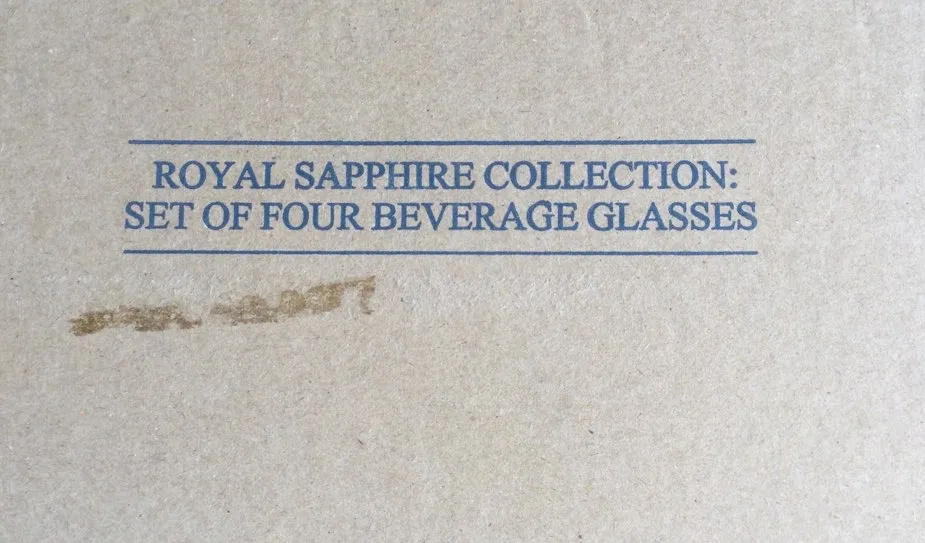 ROYAL SAPPHIRE COLLECTION:
SET OF FOUR BEVERAGE GLASSES